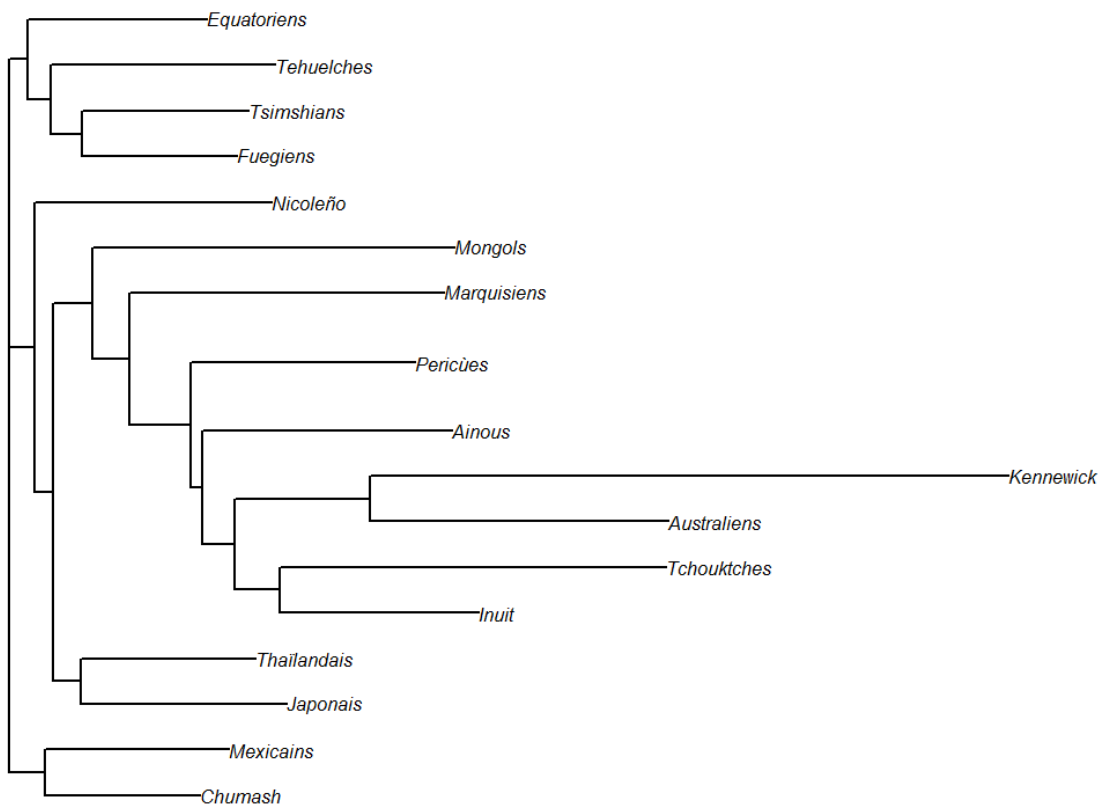 Equatoriens
Tehuelches
Tsimshians
Fuegiens
Nicoleño
Mongols
Marquisiens
Pericùes
Ainous
Kennewick
Australiens
Tchouktches
Inuit
Thaïlandais
Japonais
Mexicains
Chumash